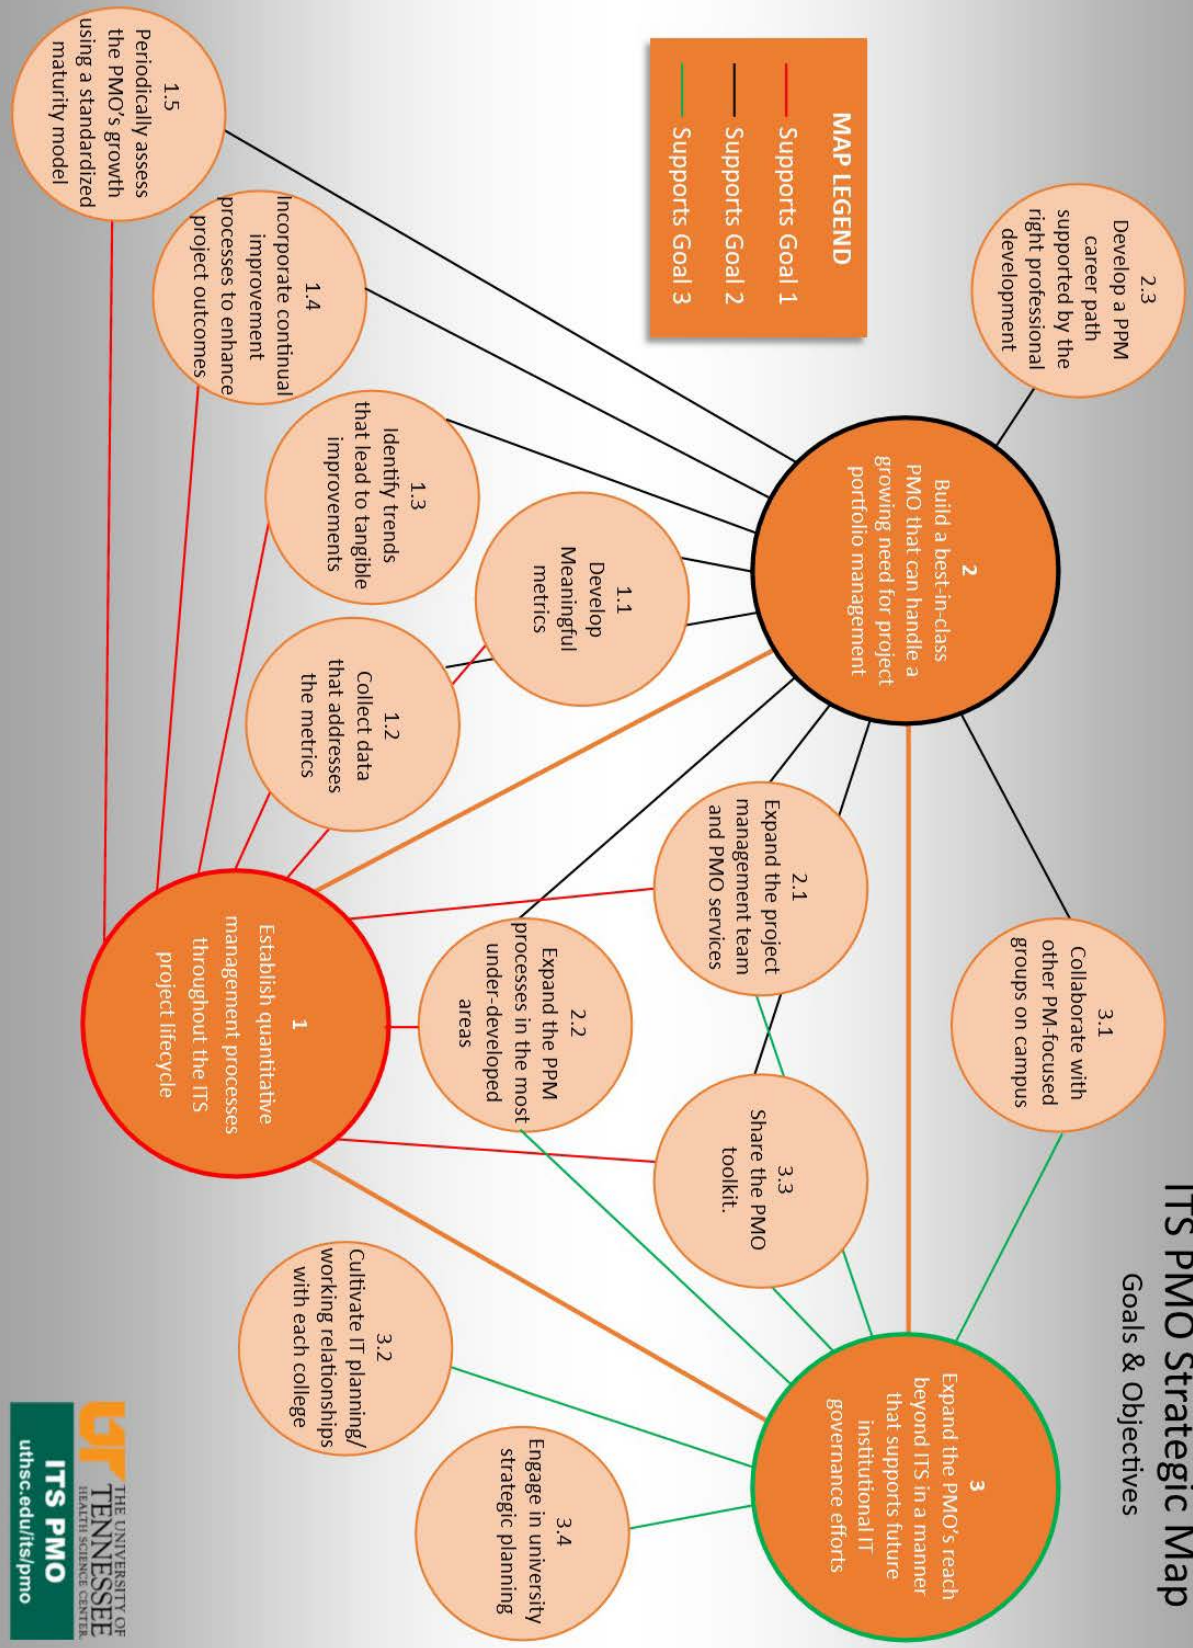 ITS PMO Strategic Map
Goals & Objectives
2.3
Develop a PPM
career path
supported by the
right professional
development
3.1
Collaborate with
other PM-focused
groups on campus
2
Build a best-in-class
PMO that can handle a
growing need for project
portfolio management
3
Expand the PMO's reach
beyond ITS in a manner
that supports future
institutional IT
governance efforts
MAP LEGEND
Supports Goal 1
Supports Goal 2
Supports Goal 3
2.1
Expand the project
management team
and PMO services
3.3
Share the PMO
toolkit.
1.1
Develop
Meaningful
metrics
2.2
Expand the PPM
processes in the most
under-developed
areas
3.4
Engage in university
strategic planning
1.3
Identify trends
that lead to tangible
improvements
1.2
Collect data
that addresses
the metrics
3.2
Cultivate IT planning/
working relationships
with each college
1.4
Incorporate continual
improvement
processes to enhance
project outcomes
1
Establish quantitative
management processes
throughout the ITS
project lifecycle
1.5
Periodically assess
the PMO's growth
using a standardized
maturity model
UT
THE UNIVERSITY OF
TENNESSEE
HEALTH SCIENCE CENTER
ITS PMO
uthsc.edu/its/pmo